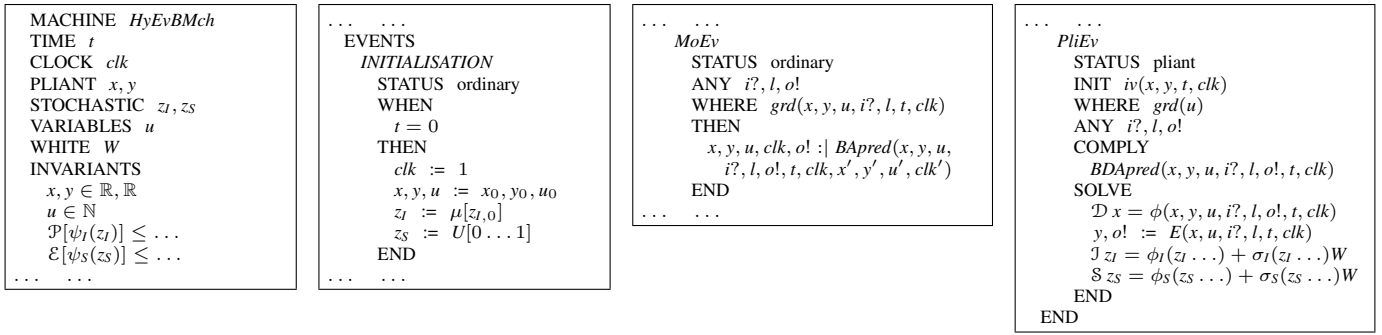 MACHINE HyEvBMch
TIME t
CLOCK clk
PLIANT x, y
STOCHASTIC z_I, z_S
VARIABLES u
WHITE W
INVARIANTS
x, y ∈ ℝ, ℝ
u ∈ ℕ
𝒫[ψ_I(z_I)] ≤ . . .
ℰ[ψ_S(z_S)] ≤ . . .
. . . . . .
. . . . . .
EVENTS
INITIALISATION
STATUS ordinary
WHEN
t = 0
THEN
clk := 1
x, y, u := x_0, y_0, u_0
z_I := μ[z_{I,0}]
z_S := U[0 . . . 1]
END
. . . . . .
. . . . . .
MoEv
STATUS ordinary
ANY i?, l, o!
WHERE grd(x, y, u, i?, l, t, clk)
THEN
x, y, u, clk, o! :| BApred(x, y, u,
i?, l, o!, t, clk, x′, y′, u′, clk′)
END
. . . . . .
. . . . . .
PliEv
STATUS pliant
INIT iv(x, y, t, clk)
WHERE grd(u)
ANY i?, l, o!
COMPLY
BDApred(x, y, u, i?, l, o!, t, clk)
SOLVE
𝒟 x = ϕ(x, y, u, i?, l, o!, t, clk)
y, o! := E(x, u, i?, l, t, clk)
ℐ z_I = ϕ_I(z_I . . .) + σ_I(z_I . . .)W
𝒮 z_S = ϕ_S(z_S . . .) + σ_S(z_S . . .)W
END
END